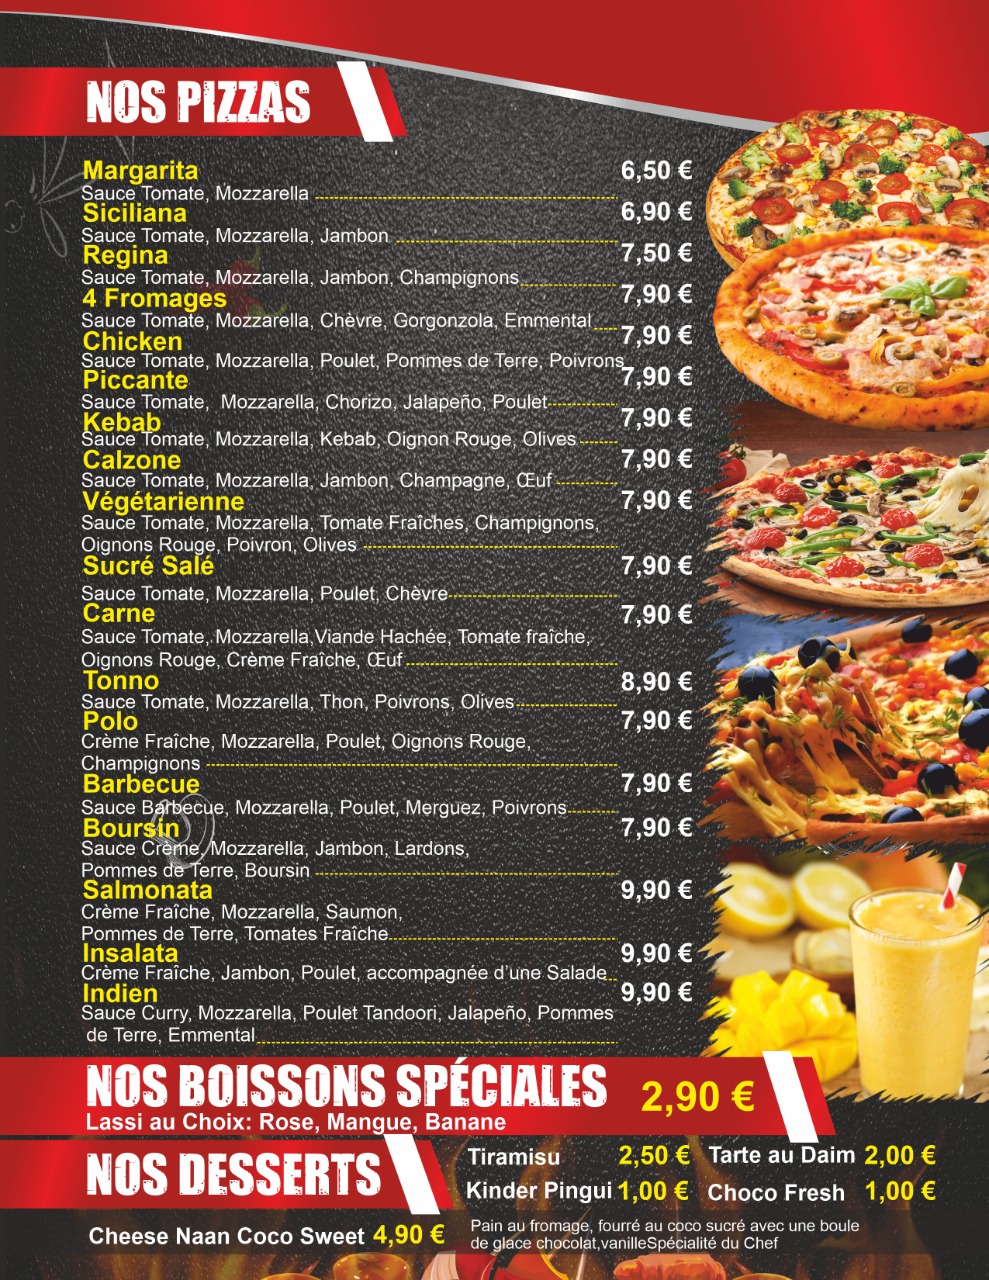 NOS PIZZAS
Margarita 6,50 €
Sauce Tomate, Mozzarella
Siciliana 6,90 €
Sauce Tomate, Mozzarella, Jambon
Regina 7,50 €
Sauce Tomate, Mozzarella, Jambon, Champignons
4 Fromages 7,90 €
Sauce Tomate, Mozzarella, Chèvre, Gorgonzola, Emmental
Chicken 7,90 €
Sauce Tomate, Mozzarella, Poulet, Pommes de Terre, Poivrons
Piccante 7,90 €
Sauce Tomate, Mozzarella, Chorizo, Jalapeño, Poulet
Kebab 7,90 €
Sauce Tomate, Mozzarella, Kebab, Oignon Rouge, Olives
Calzone 7,90 €
Sauce Tomate, Mozzarella, Jambon, Champagne, Œuf
Végétarienne 7,90 €
Sauce Tomate, Mozzarella, Tomate Fraîches, Champignons,
Oignons Rouge, Poivron, Olives
Sucré Salé 7,90 €
Sauce Tomate, Mozzarella, Poulet, Chèvre
Carne 7,90 €
Sauce Tomate, Mozzarella,Viande Hachée, Tomate fraîche,
Oignons Rouge, Crème Fraîche, Œuf
Tonno 8,90 €
Sauce Tomate, Mozzarella, Thon, Poivrons, Olives
Polo 7,90 €
Crème Fraîche, Mozzarella, Poulet, Oignons Rouge,
Champignons
Barbecue 7,90 €
Sauce Barbecue, Mozzarella, Poulet, Merguez, Poivrons
Boursin 7,90 €
Sauce Crème, Mozzarella, Jambon, Lardons,
Pommes de Terre, Boursin
Salmonata 9,90 €
Crème Fraîche, Mozzarella, Saumon,
Pommes de Terre, Tomates Fraîche
Insalata 9,90 €
Crème Fraîche, Jambon, Poulet, accompagnée d'une Salade
Indien 9,90 €
Sauce Curry, Mozzarella, Poulet Tandoori, Jalapeño, Pommes
de Terre, Emmental
NOS BOISSONS SPÉCIALES 2,90 €
Lassi au Choix: Rose, Mangue, Banane
NOS DESSERTS
Tiramisu 2,50 € Tarte au Daim 2,00 €
Kinder Pingui 1,00 € Choco Fresh 1,00 €
Cheese Naan Coco Sweet 4,90 €
Pain au fromage, fourré au coco sucré avec une boule
de glace chocolat,vanilleSpécialité du Chef